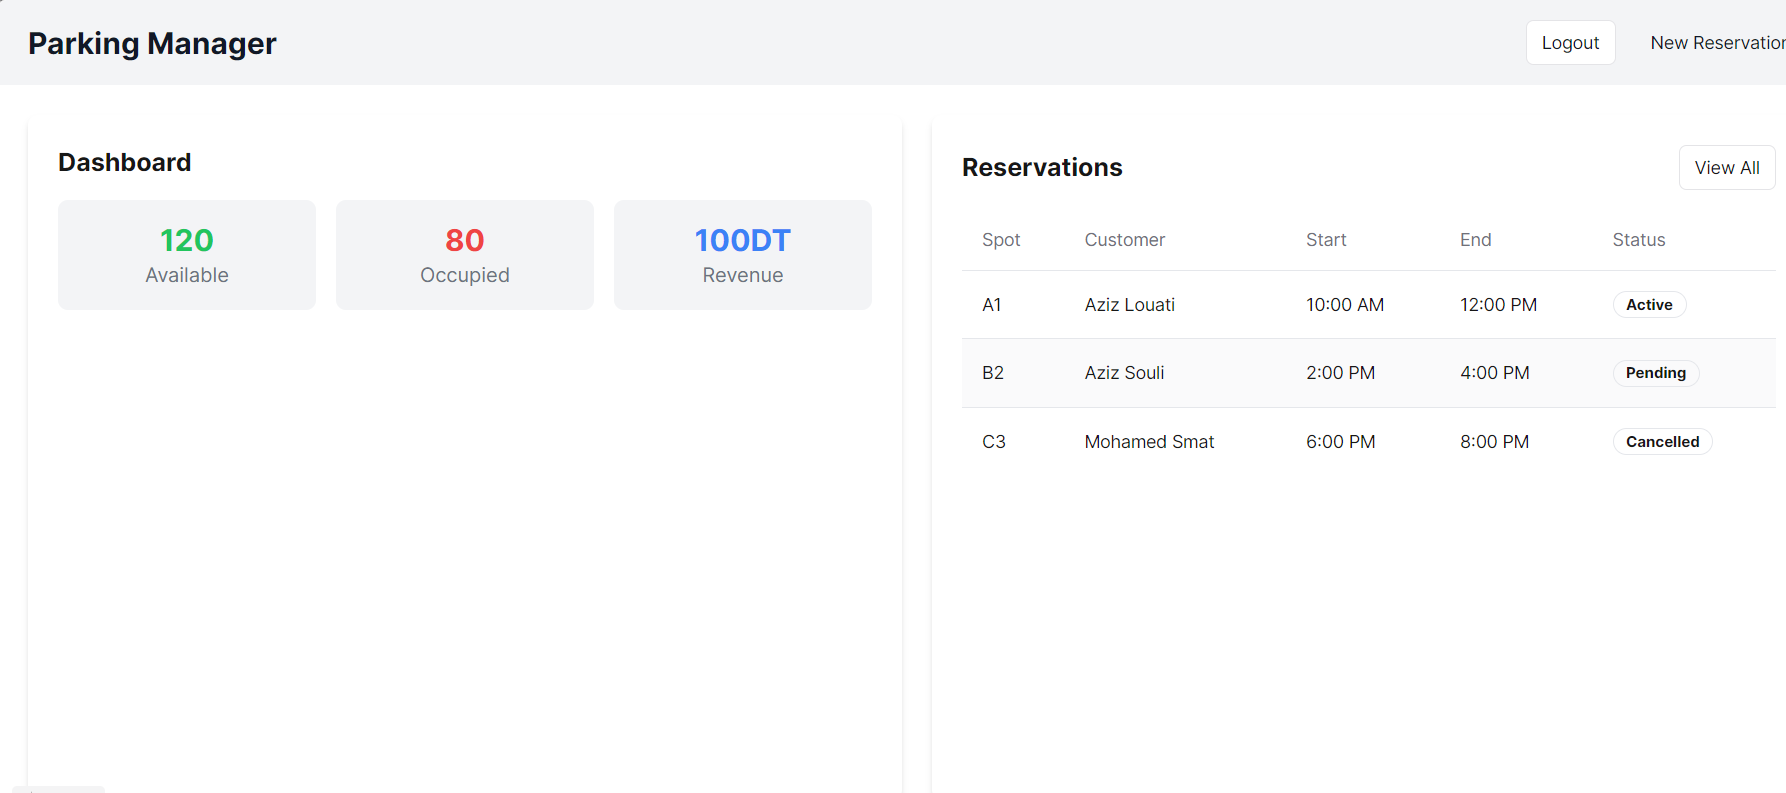 Parking Manager
Logout
New Reservation
Dashboard
120
Available
80
Occupied
100DT
Revenue
Reservations
View All
Spot Customer Start End Status
A1 Aziz Louati 10:00 AM 12:00 PM Active
B2 Aziz Souli 2:00 PM 4:00 PM Pending
C3 Mohamed Smat 6:00 PM 8:00 PM Cancelled